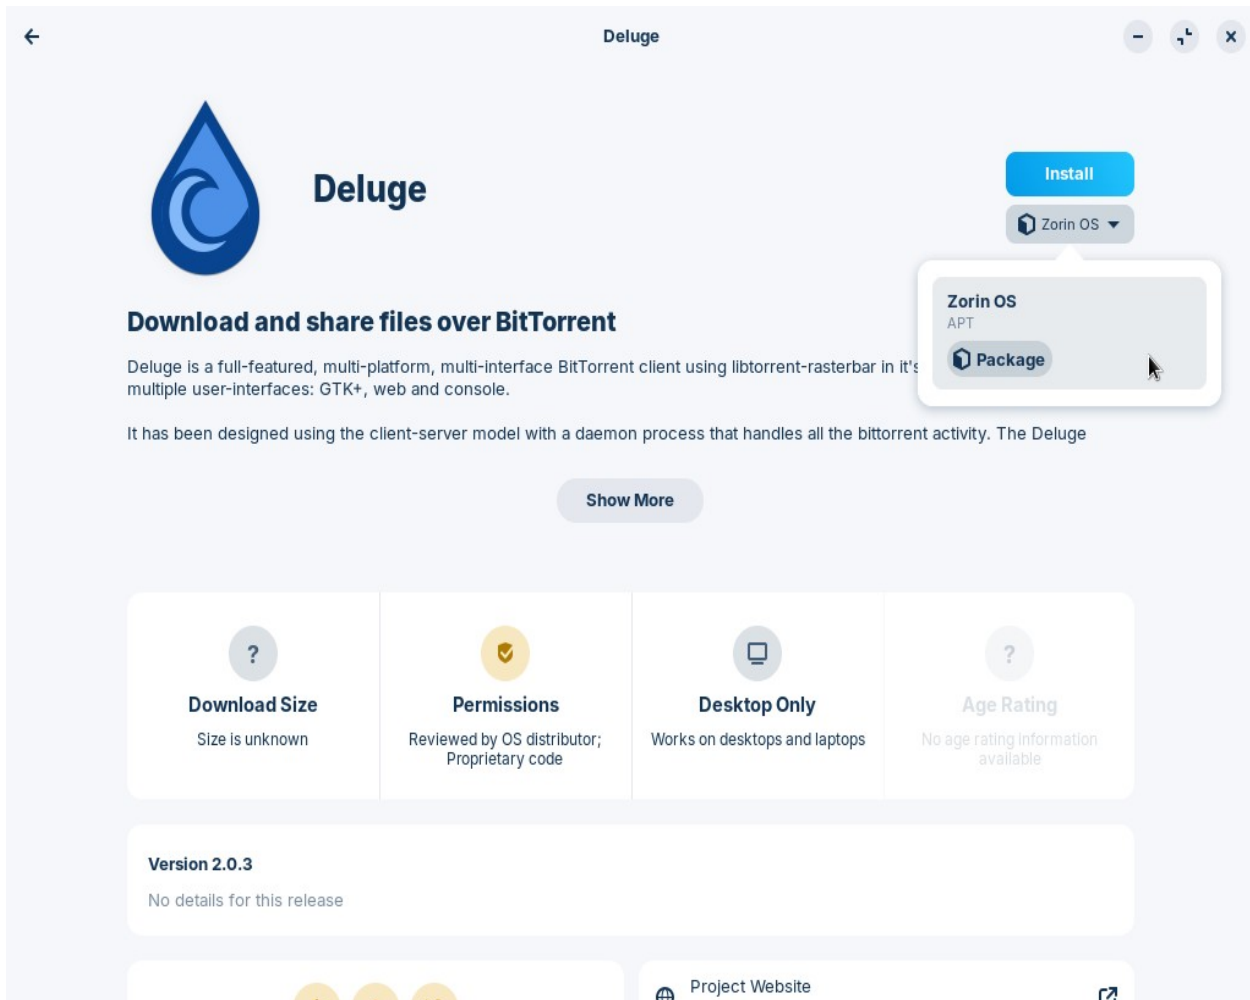 Deluge
Deluge
Install
Zorin OS
Zorin OS
APT
Package
Download and share files over BitTorrent
Deluge is a full-featured, multi-platform, multi-interface BitTorrent client using libtorrent-rasterbar in it's
multiple user-interfaces: GTK+, web and console.
It has been designed using the client-server model with a daemon process that handles all the bittorrent activity. The Deluge
Show More
?
Download Size
Size is unknown
Permissions
Reviewed by OS distributor;
Proprietary code
Desktop Only
Works on desktops and laptops
?
Age Rating
No age rating information
available
Version 2.0.3
No details for this release
Project Website